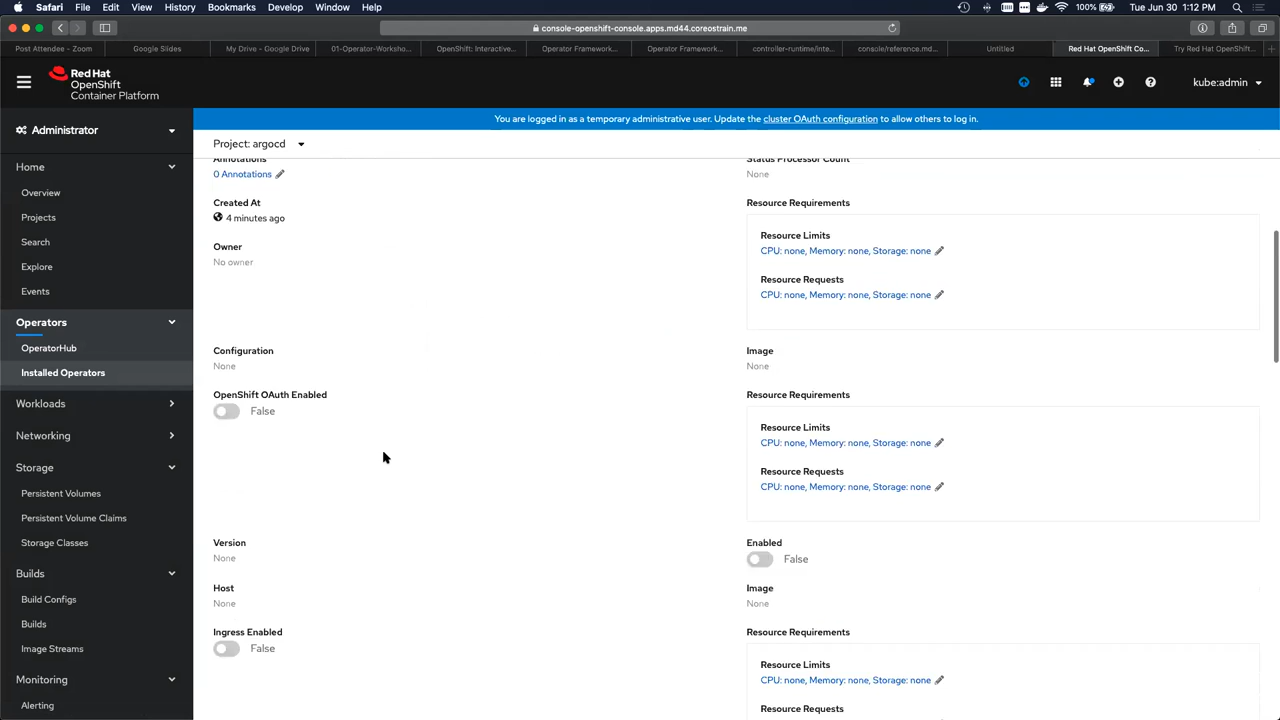 Safari File Edit View History Bookmarks Develop Window Help
100% Tue Jun 30 1:12 PM
console-openshift-console.apps.md44.coreostrain.me
Post Attendee - Zoom
Google Slides
My Drive - Google Drive
01-Operator-Worksho...
OpenShift: Interactive...
Operator Framework...
Operator Framework...
controller-runtime/inte...
console/reference.md...
Untitled
Red Hat OpenShift Co...
Try Red Hat OpenShift...
Red Hat
OpenShift
Container Platform
kube:admin
You are logged in as a temporary administrative user. Update the cluster OAuth configuration to allow others to log in.
Administrator
Home
Overview
Projects
Search
Explore
Events
Operators
OperatorHub
Installed Operators
Workloads
Networking
Storage
Persistent Volumes
Persistent Volume Claims
Storage Classes
Builds
Build Configs
Builds
Image Streams
Monitoring
Alerting
Project: argocd
Annotations
0 Annotations
Created At
4 minutes ago
Owner
No owner
Configuration
None
OpenShift OAuth Enabled
False
Version
None
Host
None
Ingress Enabled
False
Status Processor Count
None
Resource Requirements
Resource Limits
CPU: none, Memory: none, Storage: none
Resource Requests
CPU: none, Memory: none, Storage: none
Image
None
Resource Requirements
Resource Limits
CPU: none, Memory: none, Storage: none
Resource Requests
CPU: none, Memory: none, Storage: none
Enabled
False
Image
None
Resource Requirements
Resource Limits
CPU: none, Memory: none, Storage: none
Resource Requests